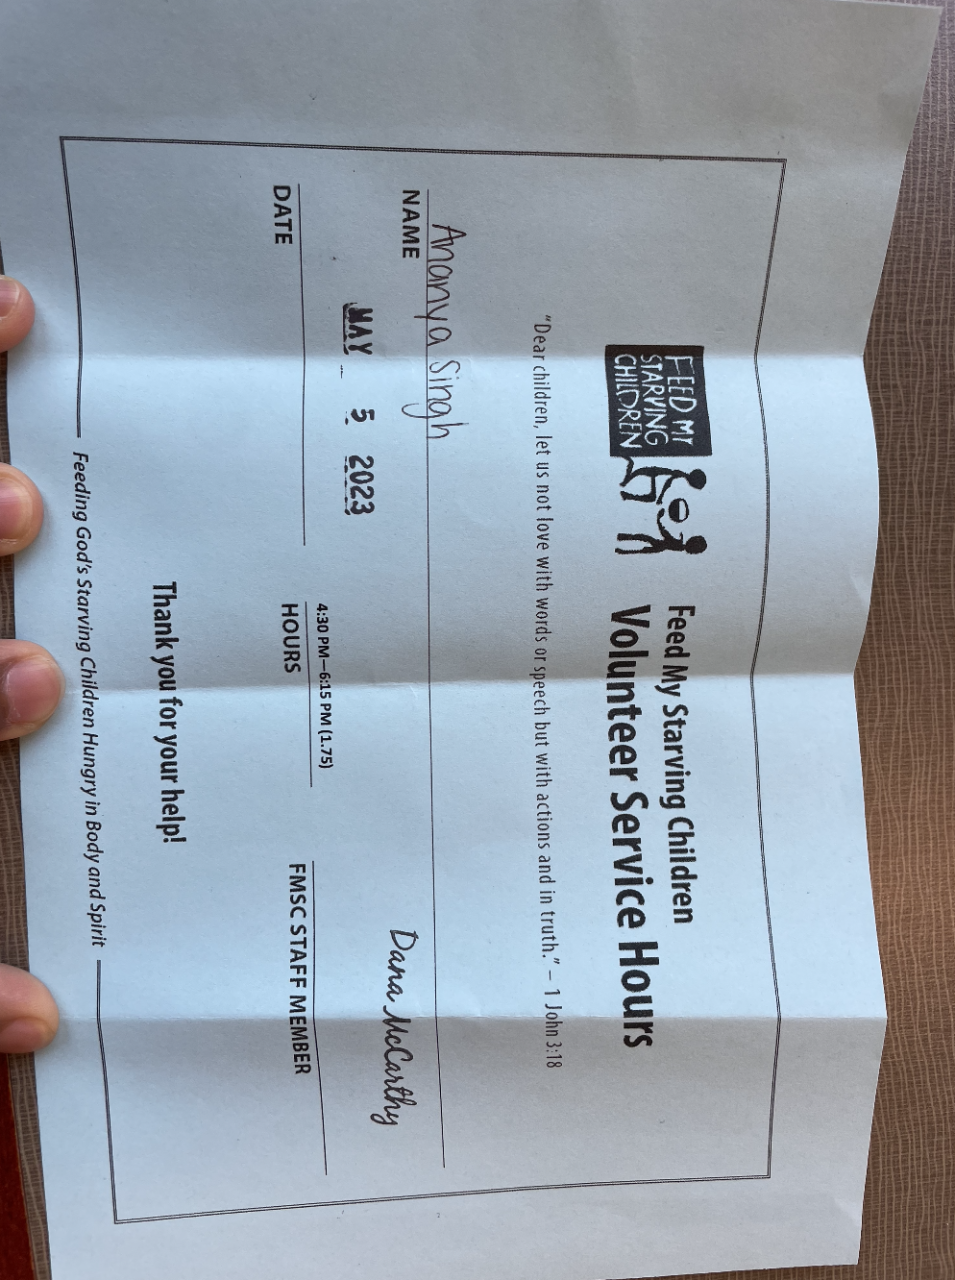 FEED MY
STARVING
CHILDREN
Feed My Starving Children
Volunteer Service Hours
"Dear children, let us not love with words or speech but with actions and in truth." – 1 John 3:18
Ananya Singh
NAME
MAY 5 2023
DATE
4:30 PM–6:15 PM (1.75)
HOURS
Dana McCarthy
FMSC STAFF MEMBER
Thank you for your help!
Feeding God's Starving Children Hungry in Body and Spirit